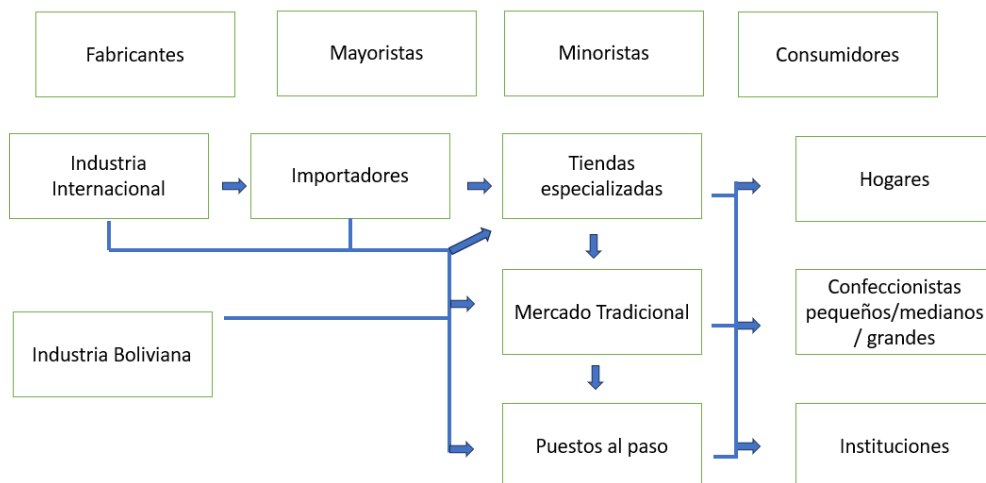 Fabricantes
Mayoristas
Minoristas
Consumidores
Industria
Internacional
Importadores
Tiendas
especializadas
Hogares
Mercado Tradicional
Confeccionistas
pequeños/medianos
/ grandes
Industria Boliviana
Puestos al paso
Instituciones